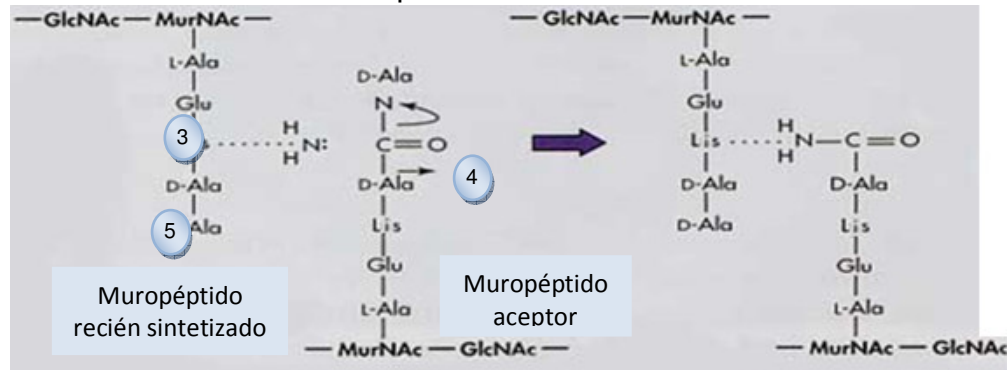 — GlcNAc — MurNAc —
L-Ala
Glu
3
D-Ala
5 Ala
Muropéptido
recién sintetizado
H
H
N:
D-Ala
N
C=O
D-Ala
4
Lis
Glu
L-Ala
— MurNAc — GlcNAc —
Muropéptido
aceptor
— GlcNAc — MurNAc —
L-Ala
Glu
Lis
D-Ala
D-Ala
H
H
N—C=O
D-Ala
Lis
Glu
L-Ala
— MurNAc — GlcNAc